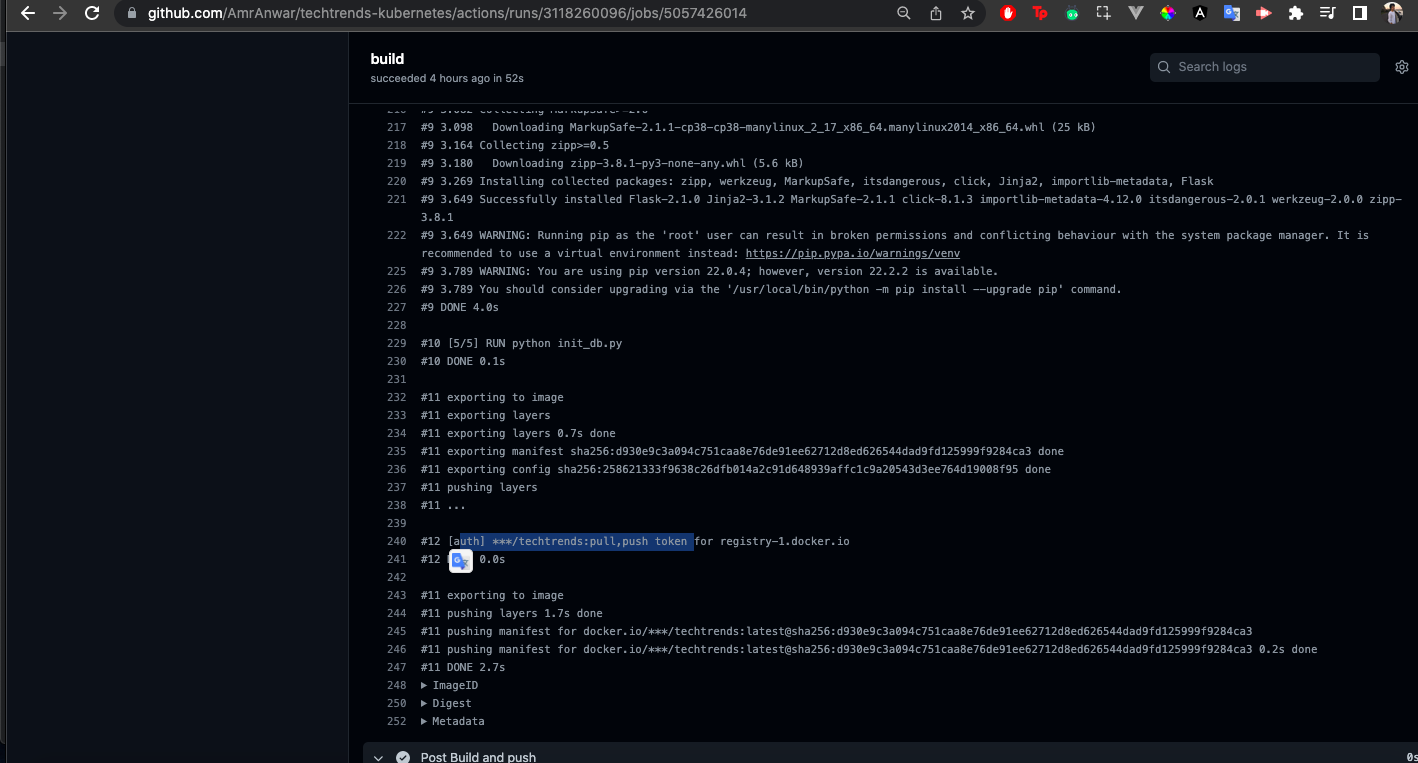 github.com/AmrAnwar/techtrends-kubernetes/actions/runs/3118260096/jobs/5057426014
Tp
A
build
succeeded 4 hours ago in 52s
Search logs
216 #9 3.082 Collecting MarkupSafe>=2.0
217 #9 3.098 Downloading MarkupSafe-2.1.1-cp38-cp38-manylinux_2_17_x86_64.manylinux2014_x86_64.whl (25 kB)
218 #9 3.164 Collecting zipp>=0.5
219 #9 3.180 Downloading zipp-3.8.1-py3-none-any.whl (5.6 kB)
220 #9 3.269 Installing collected packages: zipp, werkzeug, MarkupSafe, itsdangerous, click, Jinja2, importlib-metadata, Flask
221 #9 3.649 Successfully installed Flask-2.1.0 Jinja2-3.1.2 MarkupSafe-2.1.1 click-8.1.3 importlib-metadata-4.12.0 itsdangerous-2.0.1 werkzeug-2.0.0 zipp-
3.8.1
222 #9 3.649 WARNING: Running pip as the 'root' user can result in broken permissions and conflicting behaviour with the system package manager. It is
recommended to use a virtual environment instead: https://pip.pypa.io/warnings/venv
225 #9 3.789 WARNING: You are using pip version 22.0.4; however, version 22.2.2 is available.
226 #9 3.789 You should consider upgrading via the '/usr/local/bin/python -m pip install --upgrade pip' command.
227 #9 DONE 4.0s
228
229 #10 [5/5] RUN python init_db.py
230 #10 DONE 0.1s
231
232 #11 exporting to image
233 #11 exporting layers
234 #11 exporting layers 0.7s done
235 #11 exporting manifest sha256:d930e9c3a094c751caa8e76de91ee62712d8ed626544dad9fd125999f9284ca3 done
236 #11 exporting config sha256:258621333f9638c26dfb014a2c91d648939affc1c9a20543d3ee764d19008f95 done
237 #11 pushing layers
238 #11 ...
239
240 #12 [auth] ***/techtrends:pull,push token for registry-1.docker.io
241 #12 0.0s
242
243 #11 exporting to image
244 #11 pushing layers 1.7s done
245 #11 pushing manifest for docker.io/***/techtrends:latest@sha256:d930e9c3a094c751caa8e76de91ee62712d8ed626544dad9fd125999f9284ca3
246 #11 pushing manifest for docker.io/***/techtrends:latest@sha256:d930e9c3a094c751caa8e76de91ee62712d8ed626544dad9fd125999f9284ca3 0.2s done
247 #11 DONE 2.7s
248 ImageID
250 Digest
252 Metadata
Post Build and push 0s